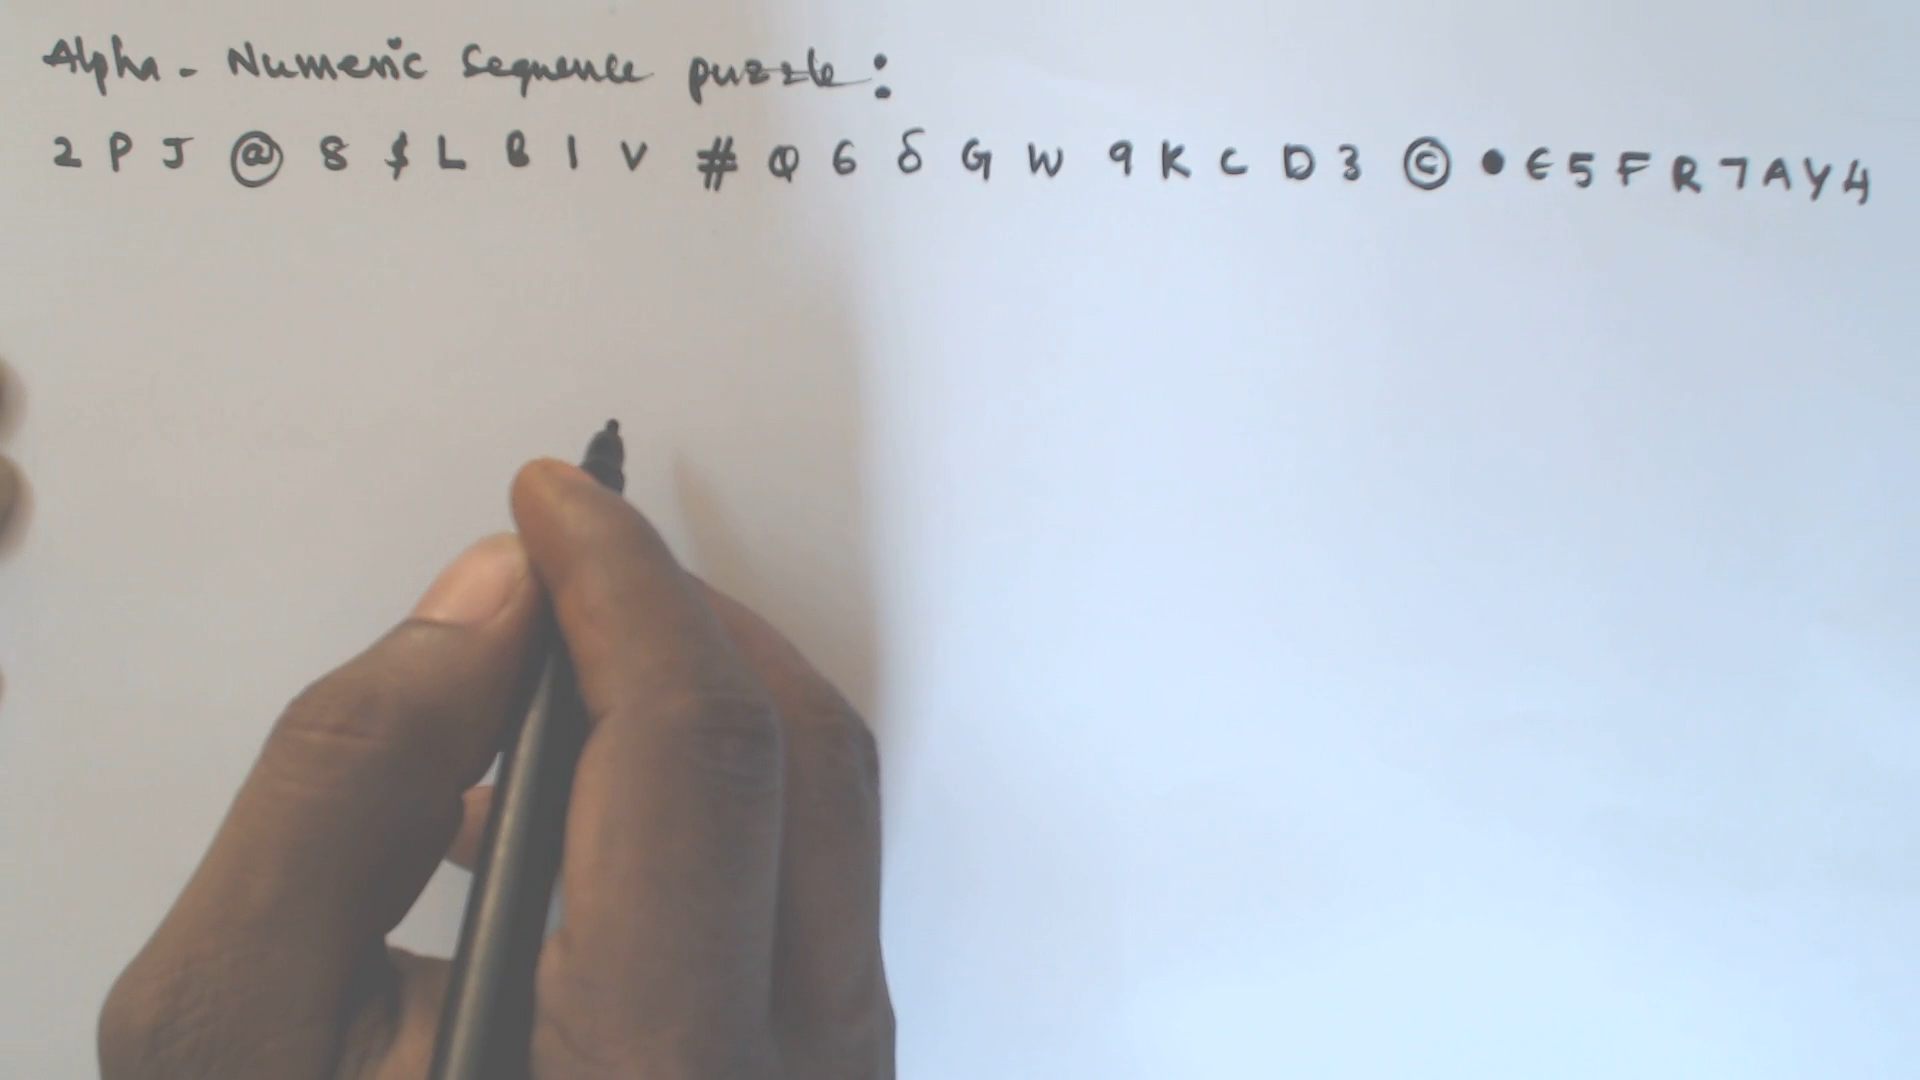 Alpha - Numeric Sequence puzzle:
2 P J @ 8 $ L B 1 V # Q 6 δ G W 9 K C D 3 © • € 5 F R 7 A Y 4